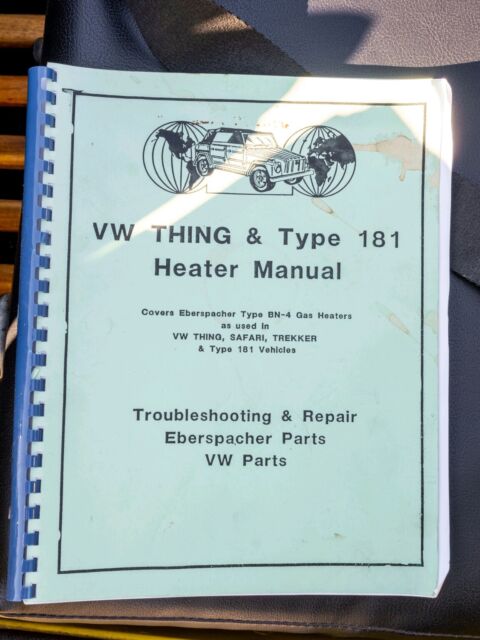 VW THING & Type 181
Heater Manual
Covers Eberspacher Type BN-4 Gas Heaters
as used in
VW THING, SAFARI, TREKKER
& Type 181 Vehicles
Troubleshooting & Repair
Eberspacher Parts
VW Parts